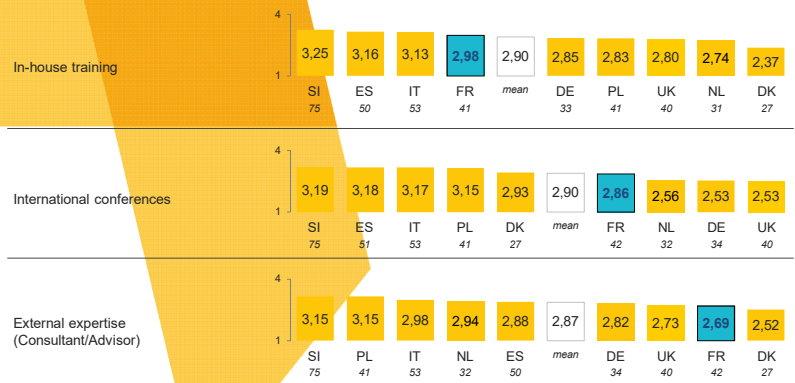 4
3,25 3,16 3,13 2,98 2,90 2,85 2,83 2,80 2,74 2,37
In-house training
1
SI ES IT FR mean DE PL UK NL DK
75 50 53 41 33 41 40 31 27
4
3,19 3,18 3,17 3,15 2,93 2,90 2,86 2,56 2,53 2,53
International conferences
1
SI ES IT PL DK mean FR NL DE UK
75 51 53 41 27 42 32 34 40
4
3,15 3,15 2,98 2,94 2,88 2,87 2,82 2,73 2,69 2,52
External expertise
(Consultant/Advisor)
1
SI PL IT NL ES mean DE UK FR DK
75 41 53 32 50 34 40 42 27